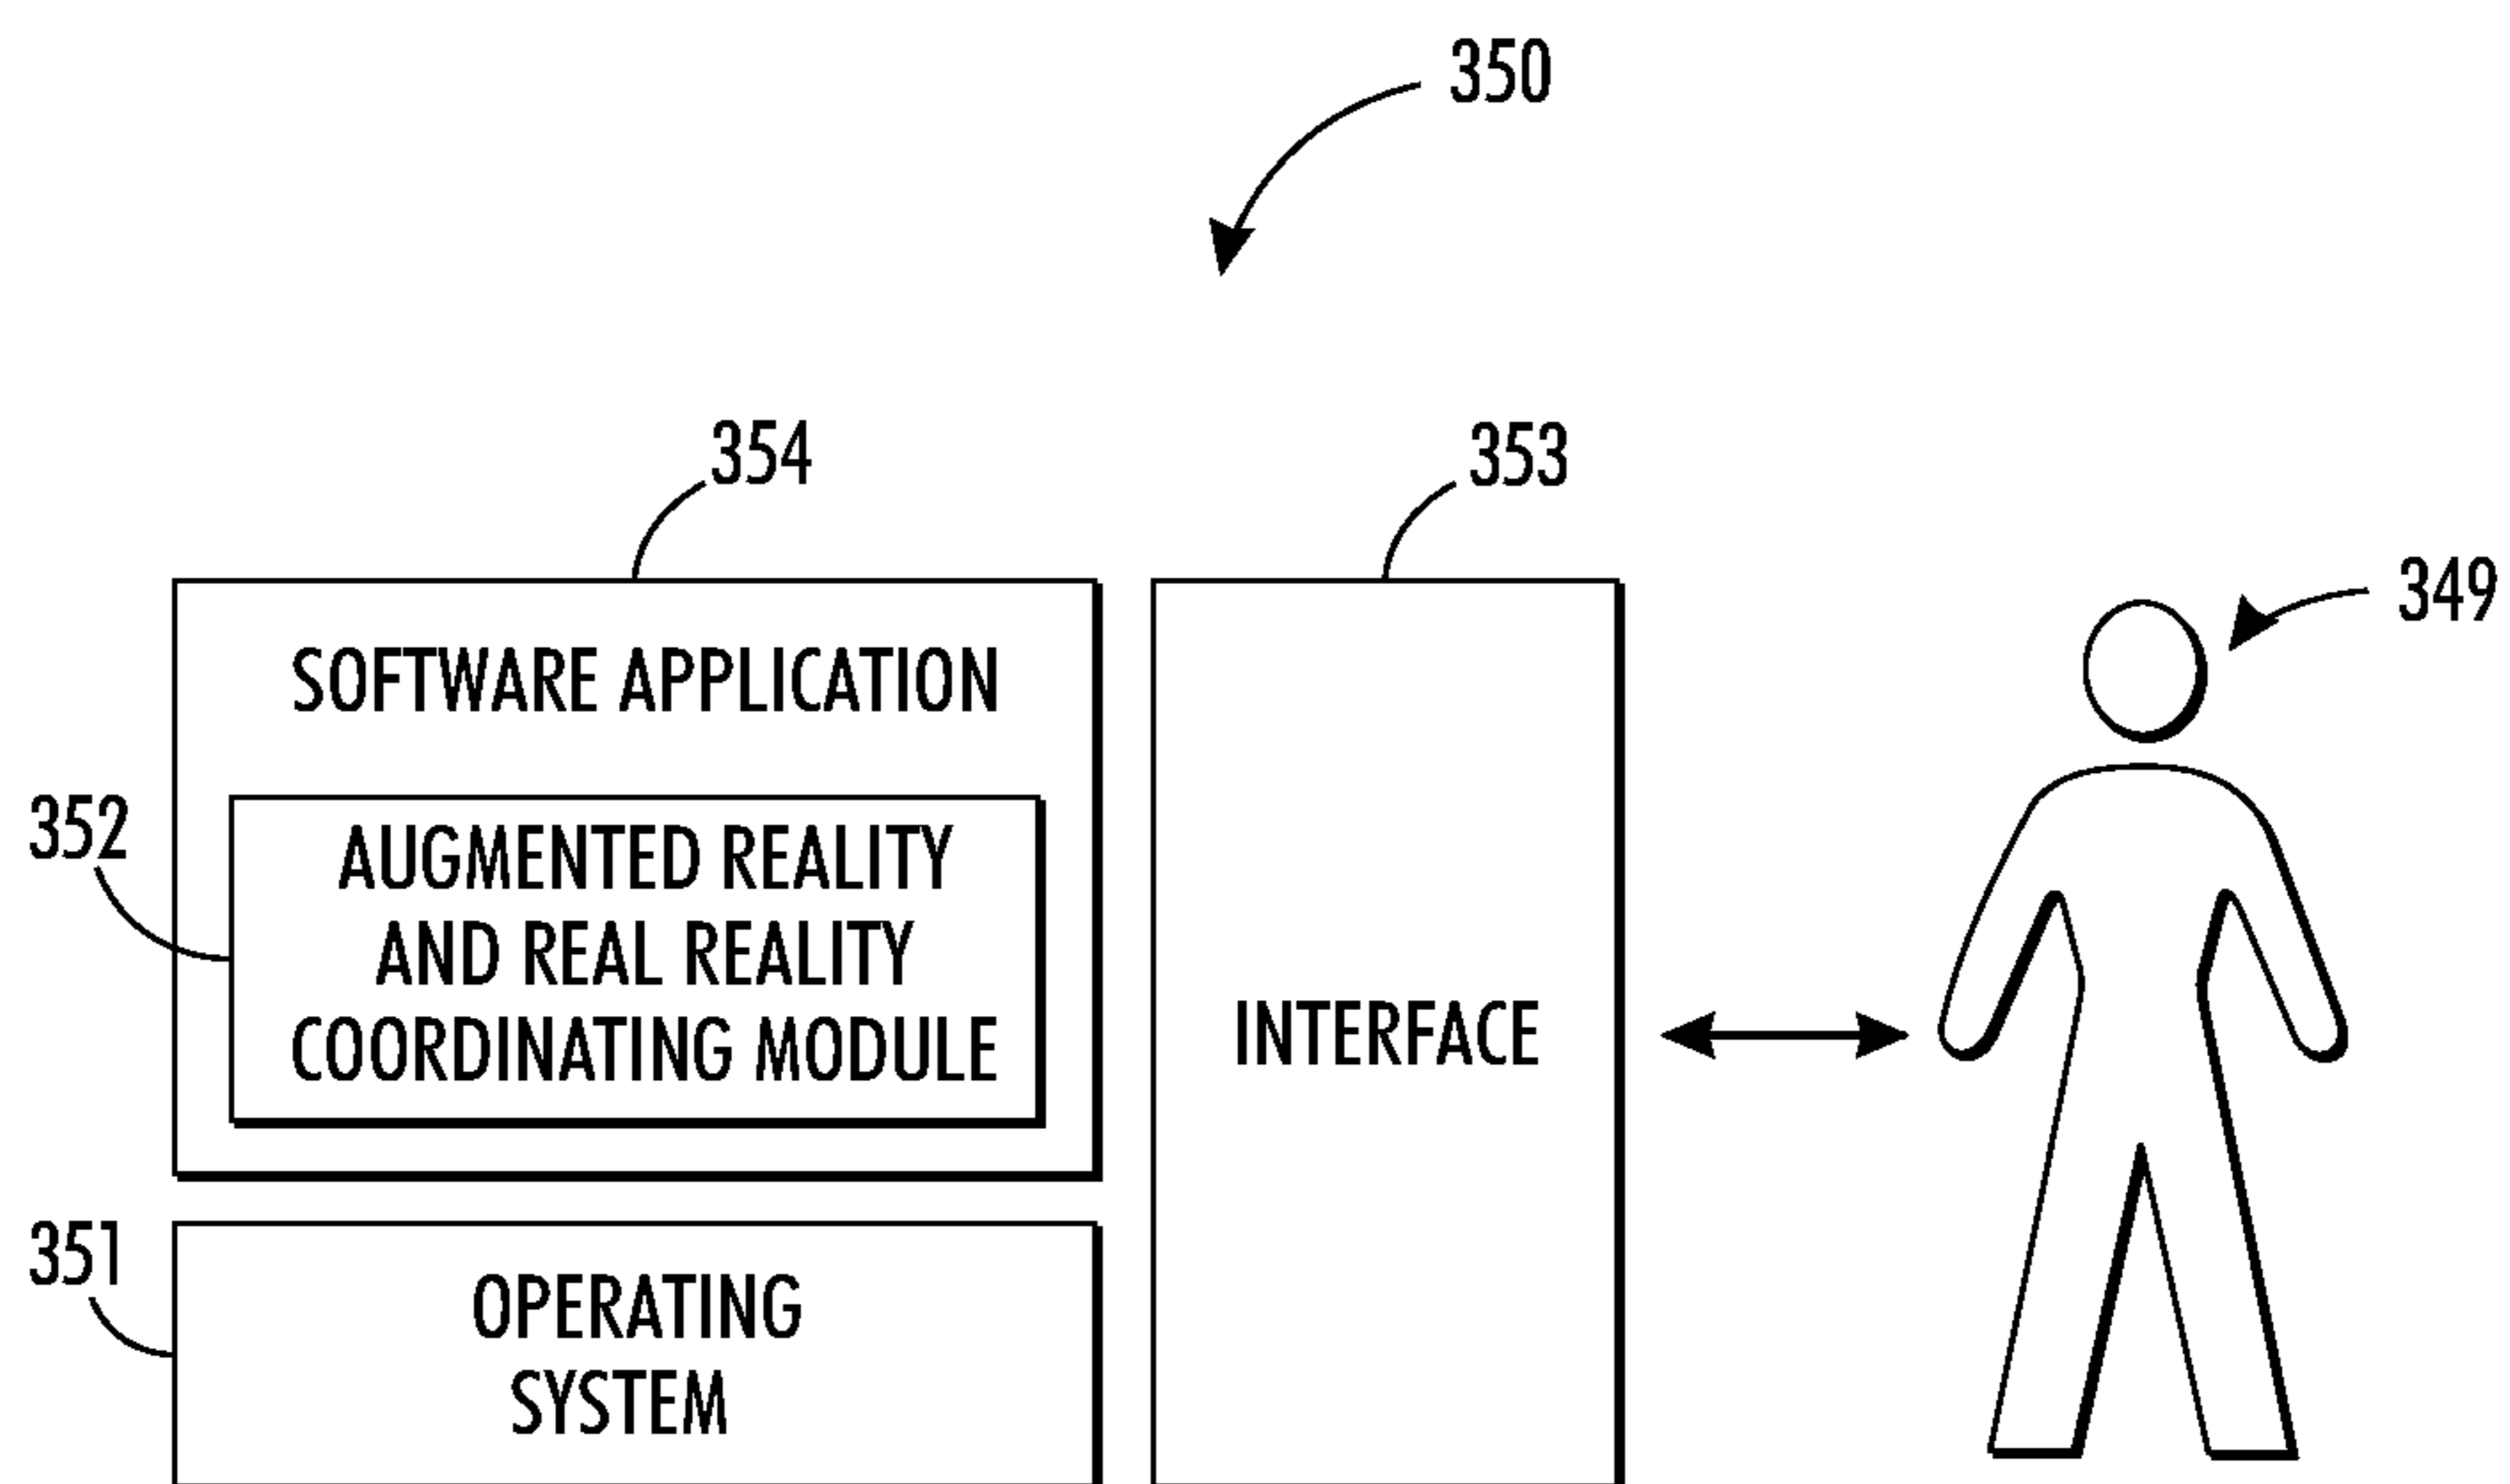 350
354
353
349
SOFTWARE APPLICATION
352
AUGMENTED REALITY
AND REAL REALITY
COORDINATING MODULE
INTERFACE
351
OPERATING
SYSTEM